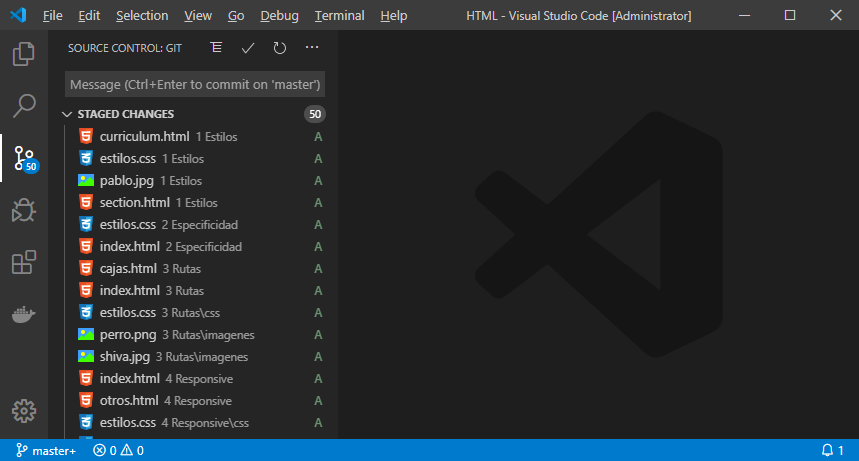 File Edit Selection View Go Debug Terminal Help HTML - Visual Studio Code [Administrator]
SOURCE CONTROL: GIT
Message (Ctrl+Enter to commit on 'master')
STAGED CHANGES 50
curriculum.html 1 Estilos A
estilos.css 1 Estilos A
50
pablo.jpg 1 Estilos A
section.html 1 Estilos A
estilos.css 2 Especificidad A
index.html 2 Especificidad A
cajas.html 3 Rutas A
index.html 3 Rutas A
estilos.css 3 Rutas\css A
perro.png 3 Rutas\imagenes A
shiva.jpg 3 Rutas\imagenes A
index.html 4 Responsive A
otros.html 4 Responsive A
estilos.css 4 Responsive\css A
master+ 0 0 1